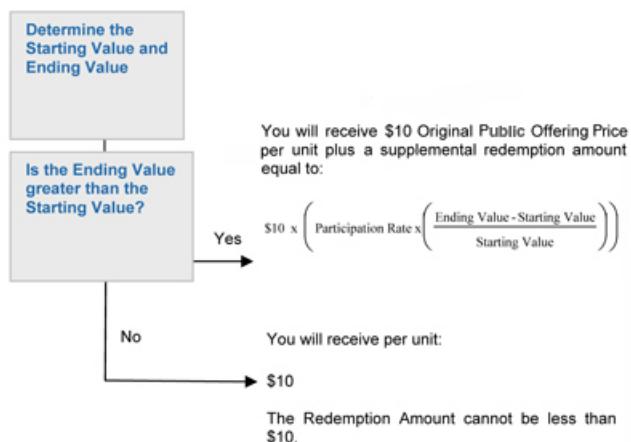 Determine the
Starting Value and
Ending Value
You will receive $10 Original Public Offering Price
per unit plus a supplemental redemption amount
equal to:
Is the Ending Value
greater than the
Starting Value?
$10 x ( Participation Rate x ( Ending Value - Starting Value
Starting Value ) )
Yes
No
You will receive per unit:
$10
The Redemption Amount cannot be less than
$10.